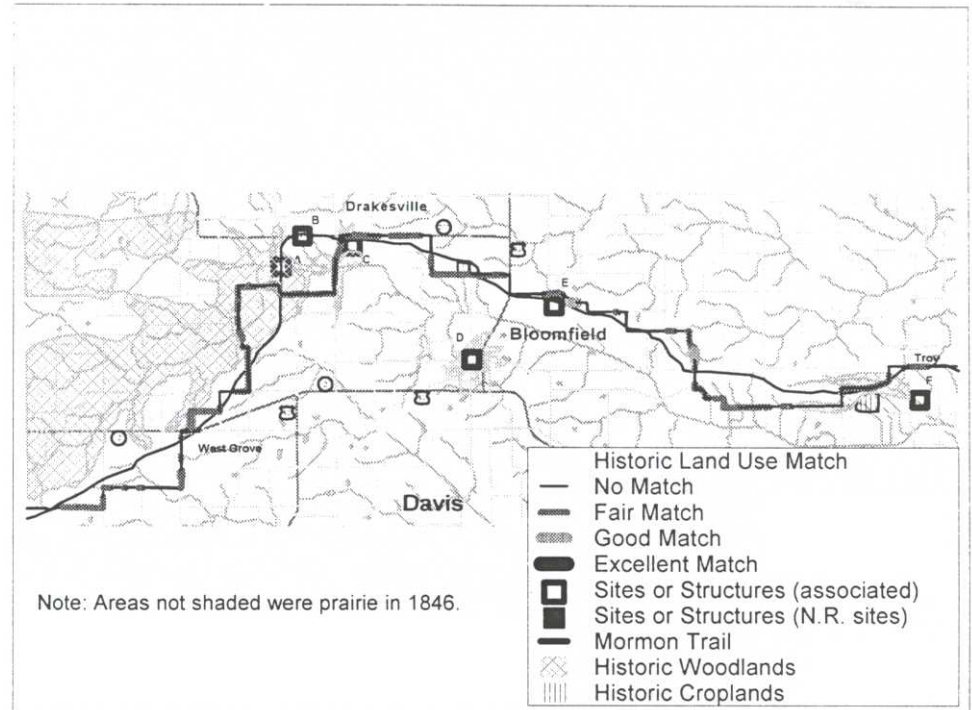 Drakesville
B
A
C
E
D
Bloomfield
Troy
F
West Grove
Davis
Note: Areas not shaded were prairie in 1846.
Historic Land Use Match
No Match
Fair Match
Good Match
Excellent Match
Sites or Structures (associated)
Sites or Structures (N.R. sites)
Mormon Trail
Historic Woodlands
Historic Croplands